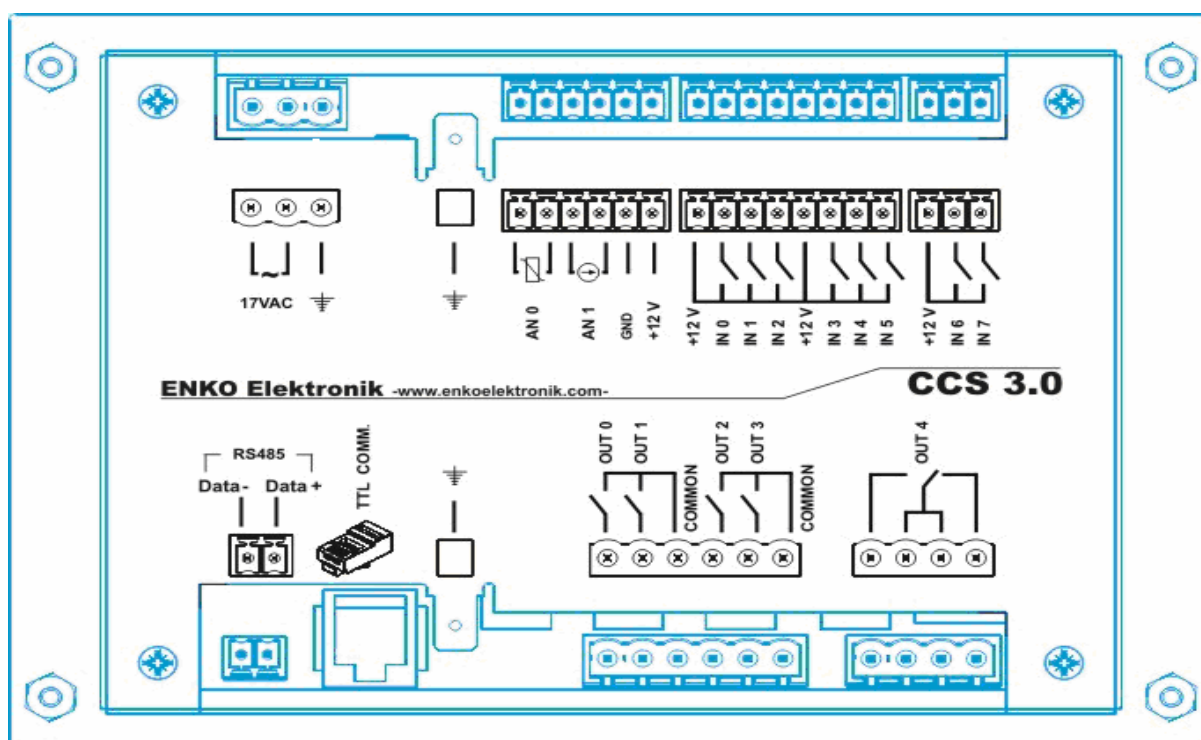 17VAC
AN 0
AN 1
GND
+12 V
+12 V
IN 0
IN 1
IN 2
+12 V
IN 3
IN 4
IN 5
+12 V
IN 6
IN 7
ENKO Elektronik -www.enkoelektronik.com-
CCS 3.0
RS485
Data- Data+
TTL COMM.
OUT 0
OUT 1
COMMON
OUT 2
OUT 3
COMMON
OUT 4